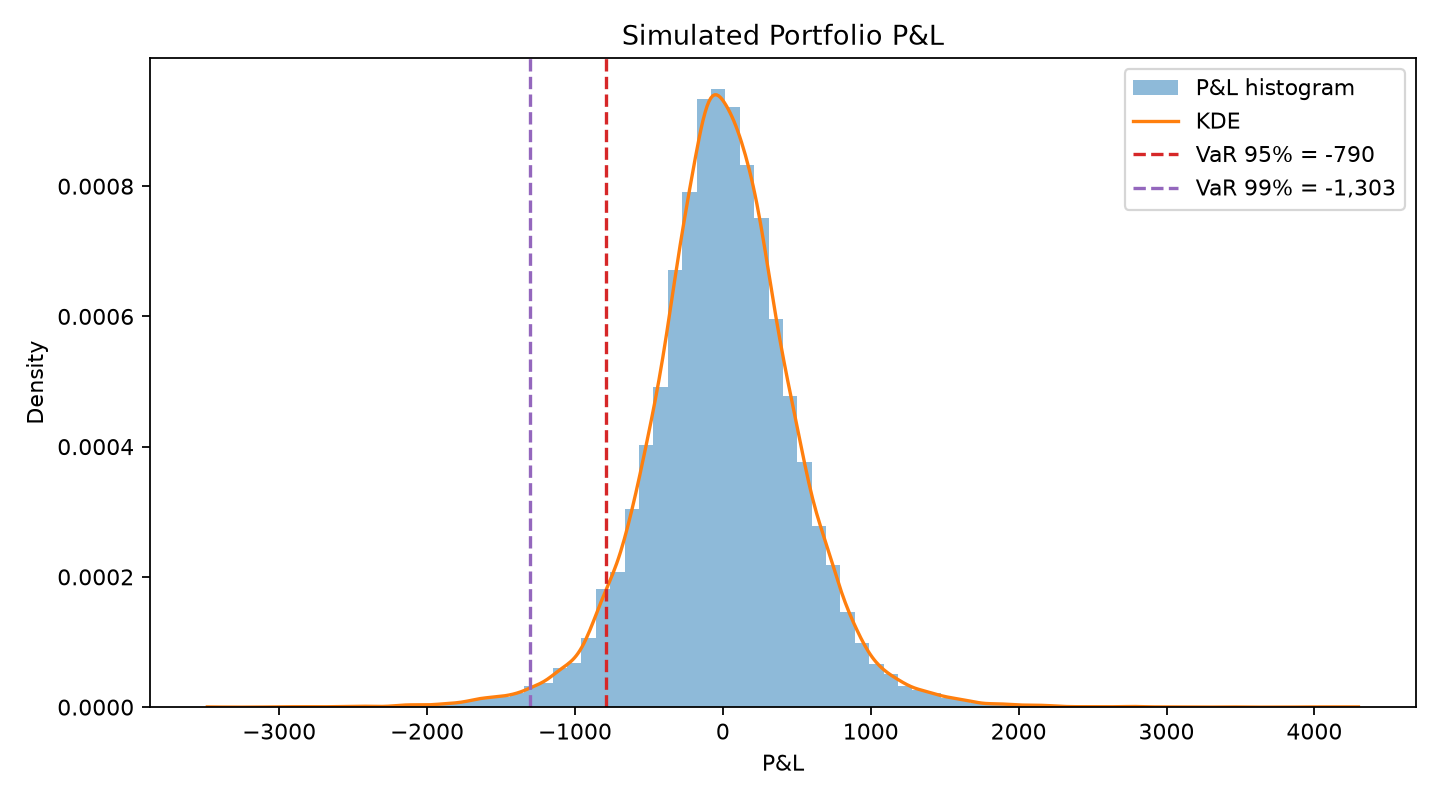 Simulated Portfolio P&L
P&L histogram
KDE
VaR 95% = -790
VaR 99% = -1,303
Density
0.0008
0.0006
0.0004
0.0002
0.0000
−3000
−2000
−1000
0
1000
2000
3000
4000
P&L